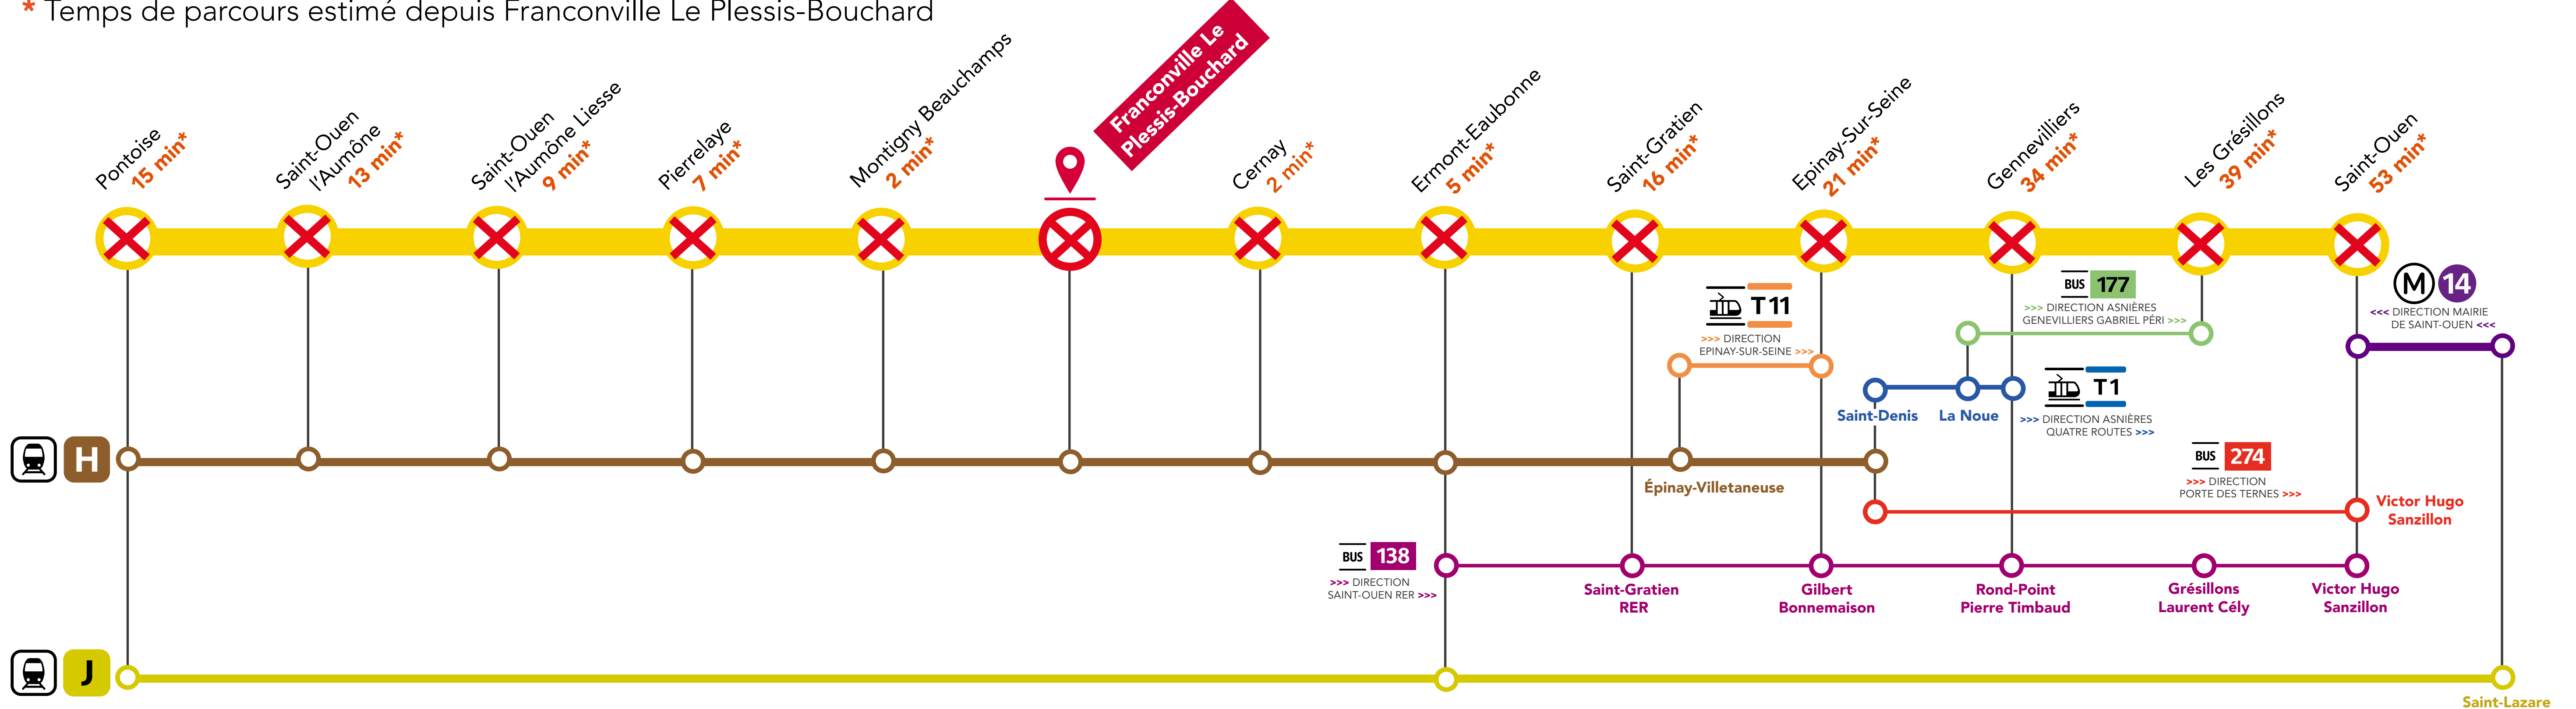 * Temps de parcours estimé depuis Franconville Le Plessis-Bouchard
Pontoise
15 min*
Saint-Ouen
l'Aumône
13 min*
Saint-Ouen
l'Aumône Liesse
9 min*
Pierrelaye
7 min*
Montigny Beauchamps
2 min*
Franconville Le
Plessis-Bouchard
Cernay
2 min*
Ermont-Eaubonne
5 min*
Saint-Gratien
16 min*
Epinay-Sur-Seine
21 min*
Gennevilliers
34 min*
Les Grésillons
39 min*
Saint-Ouen
53 min*
T 11
>>> DIRECTION
EPINAY-SUR-SEINE >>>
BUS 177
>>> DIRECTION ASNIÈRES
GENEVILLIERS GABRIEL PÉRI >>>
M 14
<<< DIRECTION MAIRIE
DE SAINT-OUEN <<<
Saint-Denis
La Noue
T 1
>>> DIRECTION ASNIÈRES
QUATRE ROUTES >>>
H
Épinay-Villetaneuse
BUS 274
>>> DIRECTION
PORTE DES TERNES >>>
Victor Hugo
Sanzillon
BUS 138
>>> DIRECTION
SAINT-OUEN RER >>>
Saint-Gratien
RER
Gilbert
Bonnemaison
Rond-Point
Pierre Timbaud
Grésillons
Laurent Cély
Victor Hugo
Sanzillon
J
Saint-Lazare